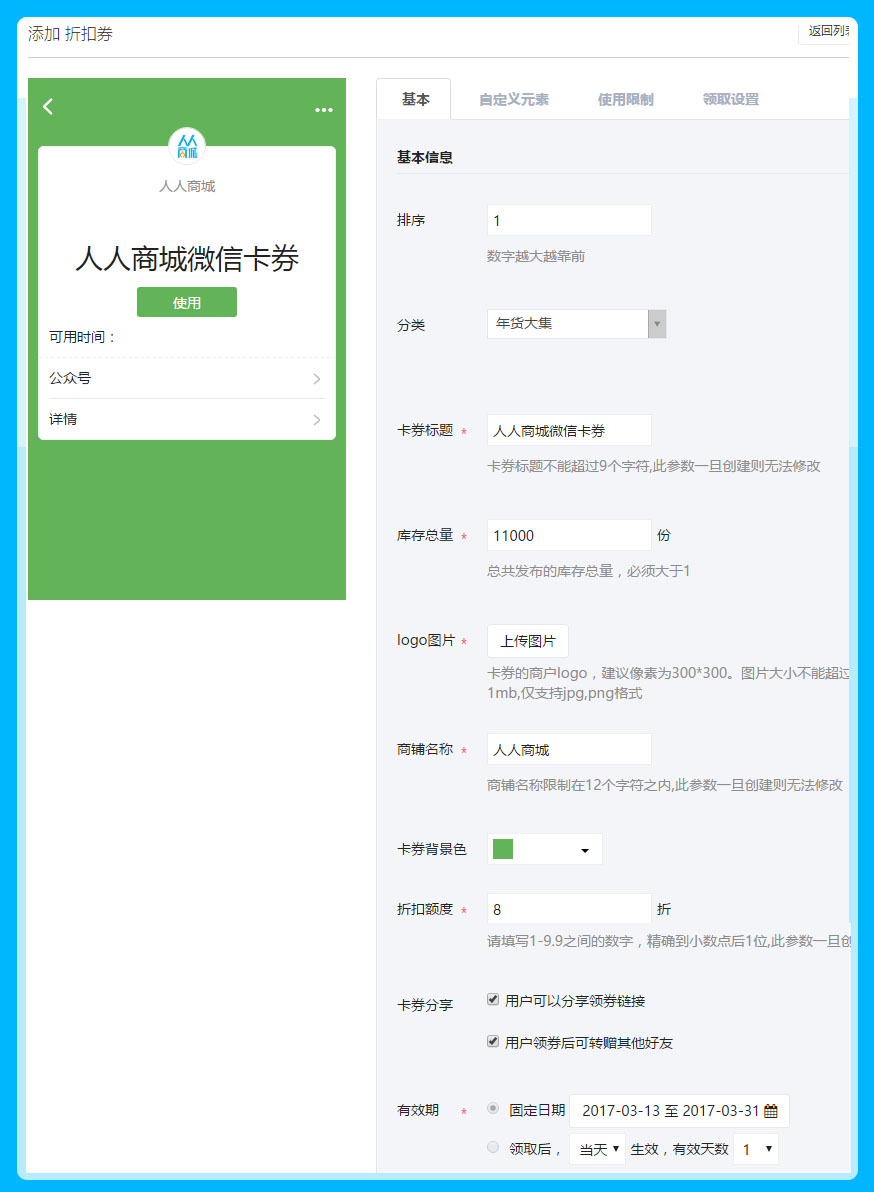 添加 折扣券
返回列
人人商城
人人商城微信卡券
使用
可用时间：
公众号
详情
基本 自定义元素 使用限制 领取设置
基本信息
排序 1
数字越大越靠前
分类 年货大集
卡券标题 * 人人商城微信卡券
卡券标题不能超过9个字符,此参数一旦创建则无法修改
库存总量 * 11000 份
总共发布的库存总量，必须大于1
logo图片 * 上传图片
卡券的商户logo，建议像素为300*300。图片大小不能超过
1mb,仅支持jpg,png格式
商铺名称 * 人人商城
商铺名称限制在12个字符之内,此参数一旦创建则无法修改
卡券背景色
折扣额度 * 8 折
请填写1-9.9之间的数字，精确到小数点后1位,此参数一旦创
卡券分享 用户可以分享领券链接
用户领券后可转赠其他好友
有效期 * 固定日期 2017-03-13 至 2017-03-31
领取后， 当天 生效，有效天数 1